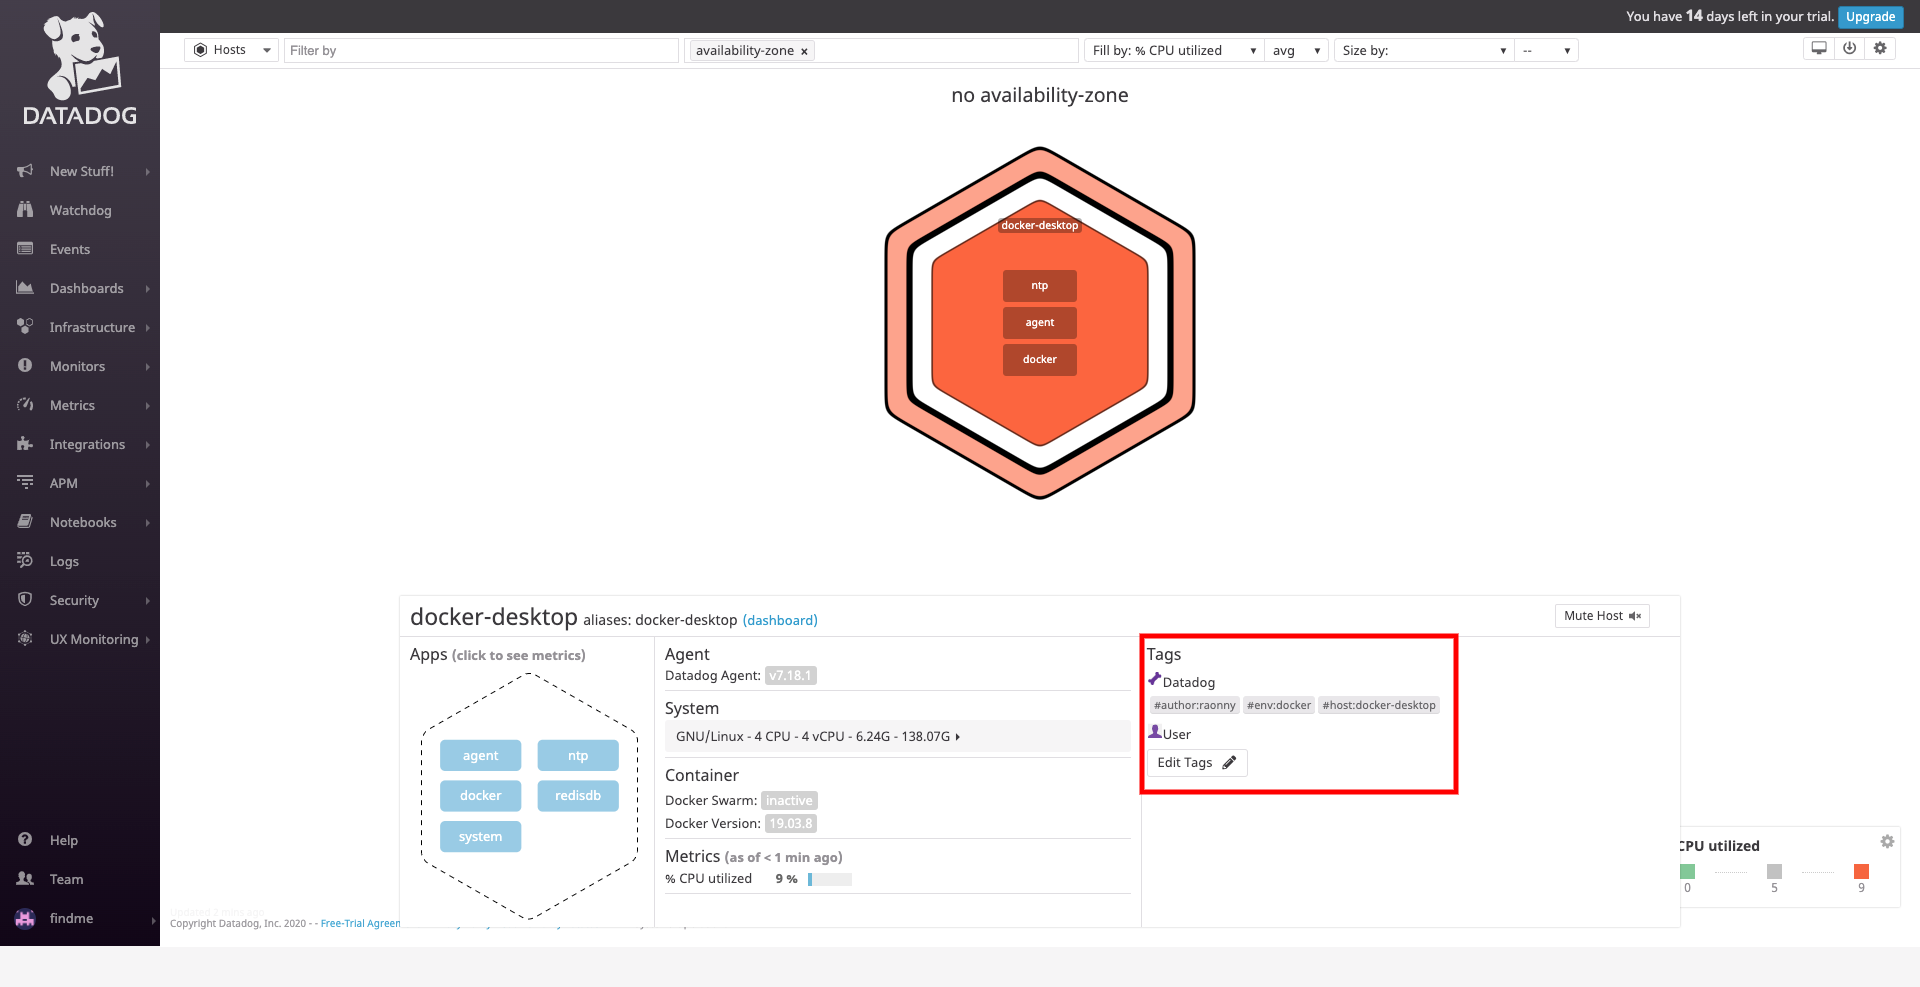 You have 14 days left in your trial. Upgrade
DATADOG
Hosts
Filter by
availability-zone ×
Fill by: % CPU utilized
avg
Size by:
--
New Stuff!
Watchdog
Events
Dashboards
Infrastructure
Monitors
Metrics
Integrations
APM
Notebooks
Logs
Security
UX Monitoring
Help
Team
findme
no availability-zone
docker-desktop
ntp
agent
docker
docker-desktop aliases: docker-desktop (dashboard)
Mute Host
Apps (click to see metrics)
agent
ntp
docker
redisdb
system
Agent
Datadog Agent: v7.18.1
System
GNU/Linux - 4 CPU - 4 vCPU - 6.24G - 138.07G
Container
Docker Swarm: inactive
Docker Version: 19.03.8
Metrics (as of < 1 min ago)
% CPU utilized 9 %
Tags
Datadog
#author:raonny #env:docker #host:docker-desktop
User
Edit Tags
CPU utilized
0 5 9
Copyright Datadog, Inc. 2020 - - Free-Trial Agreen